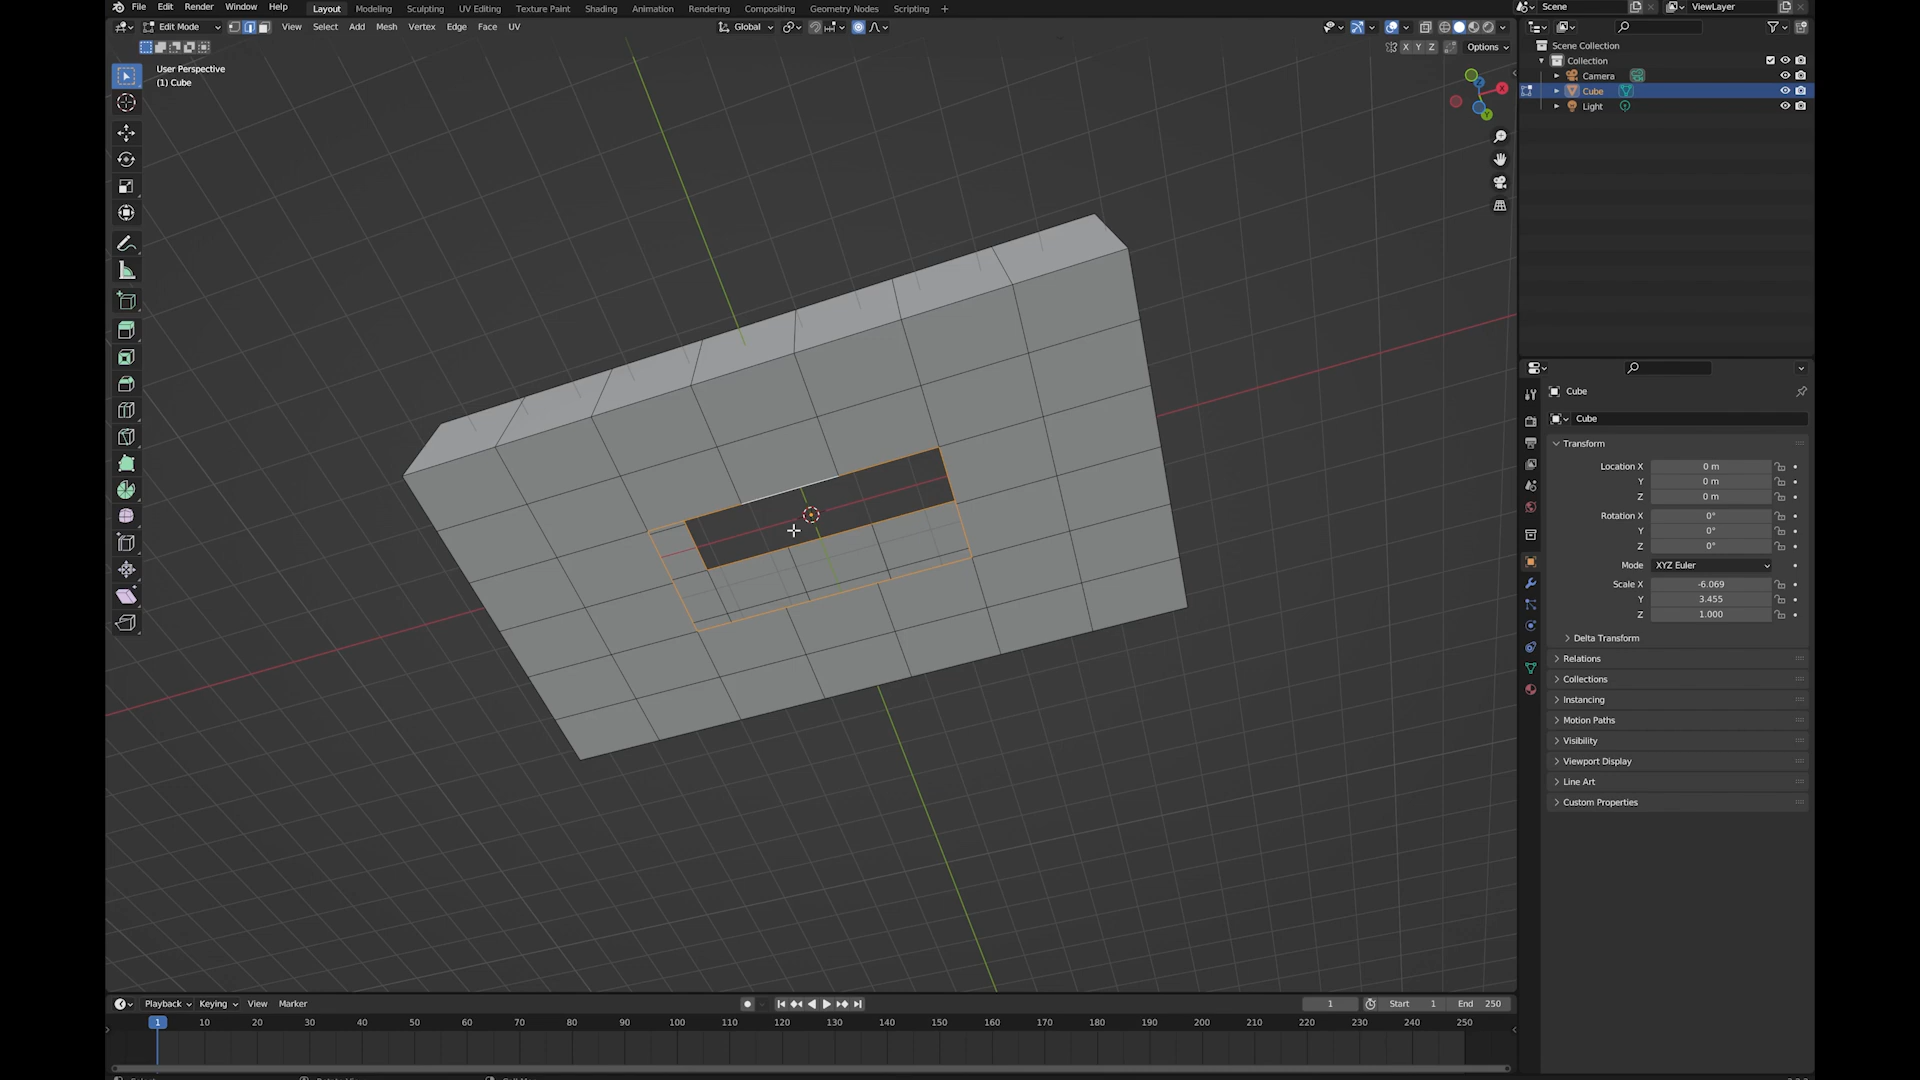 File Edit Render Window Help Layout Modeling Sculpting UV Editing Texture Paint Shading Animation Rendering Compositing Geometry Nodes Scripting + Scene ViewLayer
Edit Mode View Select Add Mesh Vertex Edge Face UV Global
X Y Z Options
User Perspective
(1) Cube
Scene Collection
Collection
Camera
Cube
Light
X
Z
Y
Cube
Cube
Transform
Location X 0 m
Y 0 m
Z 0 m
Rotation X 0°
Y 0°
Z 0°
Mode XYZ Euler
Scale X -6.069
Y 3.455
Z 1.000
Delta Transform
Relations
Collections
Instancing
Motion Paths
Visibility
Viewport Display
Line Art
Custom Properties
Playback Keying View Marker 1 Start 1 End 250
1 10 20 30 40 50 60 70 80 90 100 110 120 130 140 150 160 170 180 190 200 210 220 230 240 250